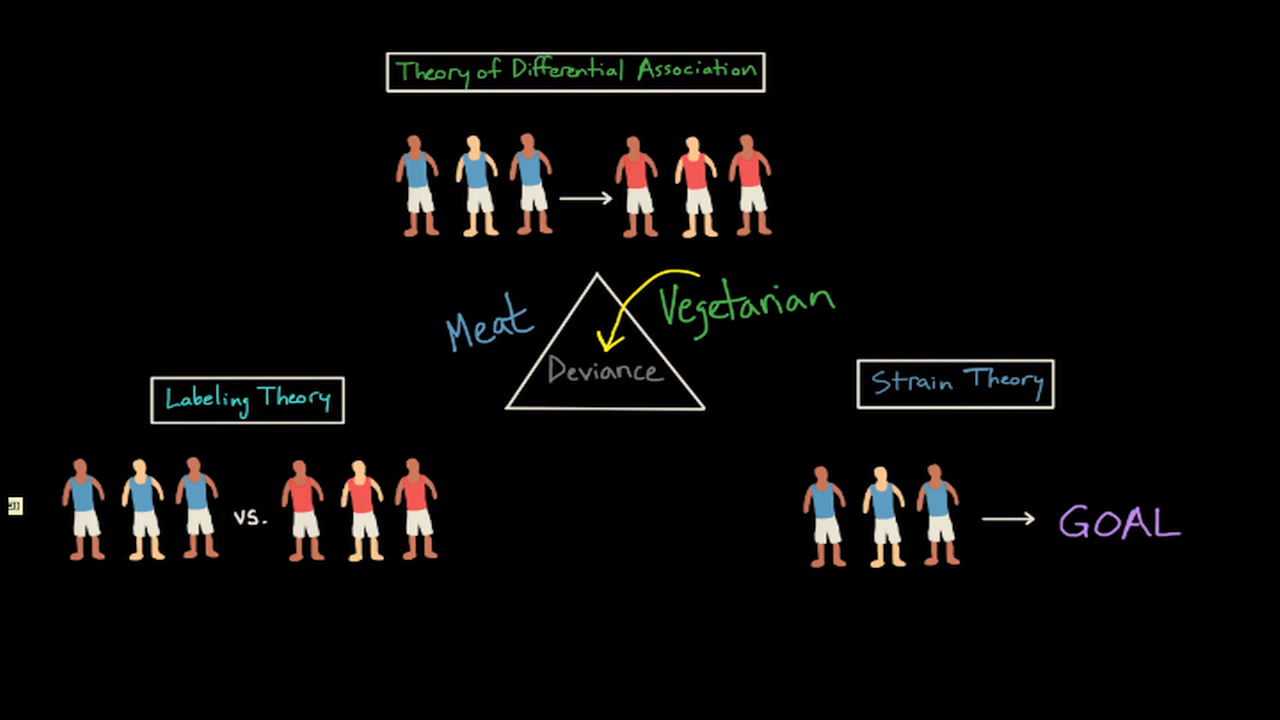 Theory of Differential Association
Meat
Vegetarian
Deviance
Labeling Theory
Strain Theory
vs.
GOAL